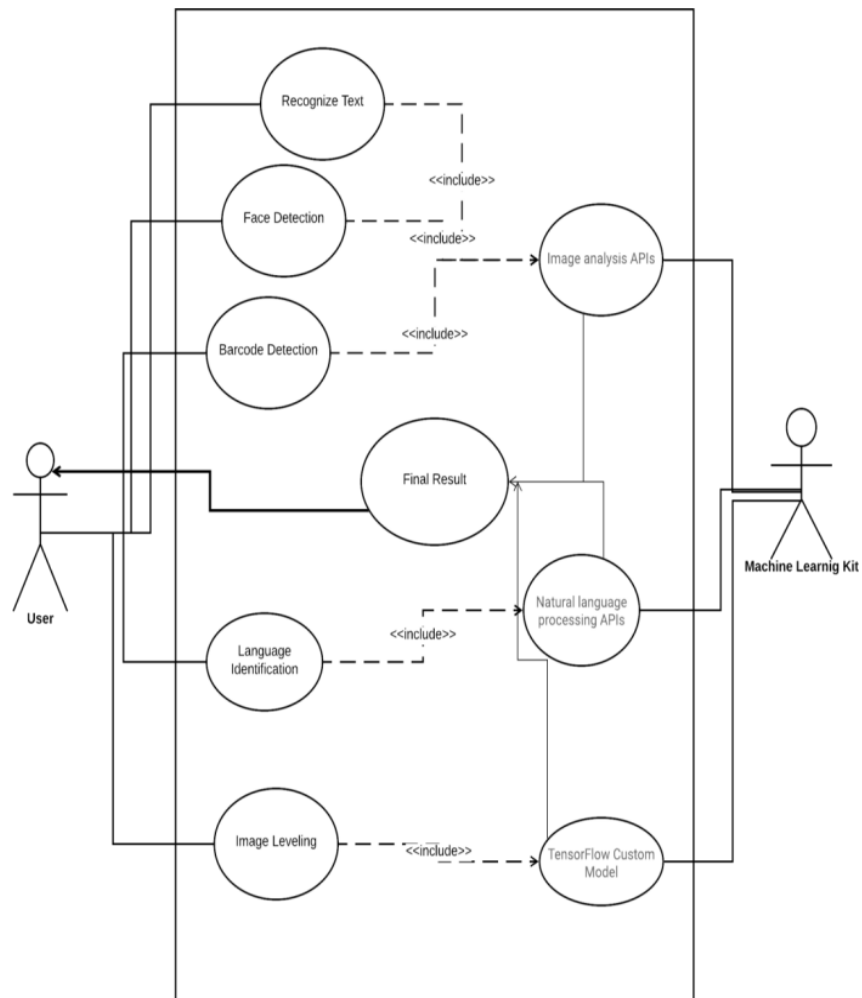 Recognize Text
<<include>>
Face Detection
<<include>>
Image analysis APIs
<<include>>
Barcode Detection
Final Result
Machine Learnig Kit
Natural language
processing APIs
User
<<include>>
Language
Identification
Image Leveling
<<include>>
TensorFlow Custom
Model